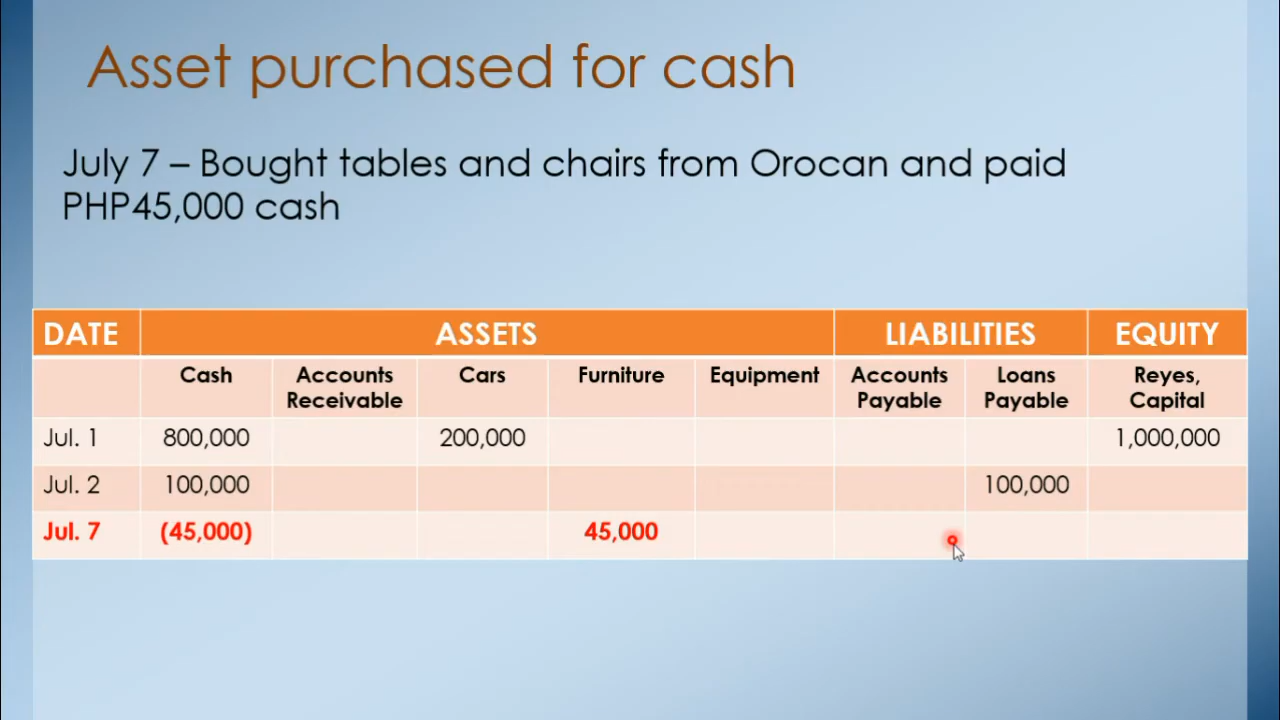 Asset purchased for cash
July 7 – Bought tables and chairs from Orocan and paid
PHP45,000 cash
DATE ASSETS LIABILITIES EQUITY
Cash Accounts Receivable Cars Furniture Equipment Accounts Payable Loans Payable Reyes, Capital
Jul. 1 800,000 200,000 1,000,000
Jul. 2 100,000 100,000
Jul. 7 (45,000) 45,000